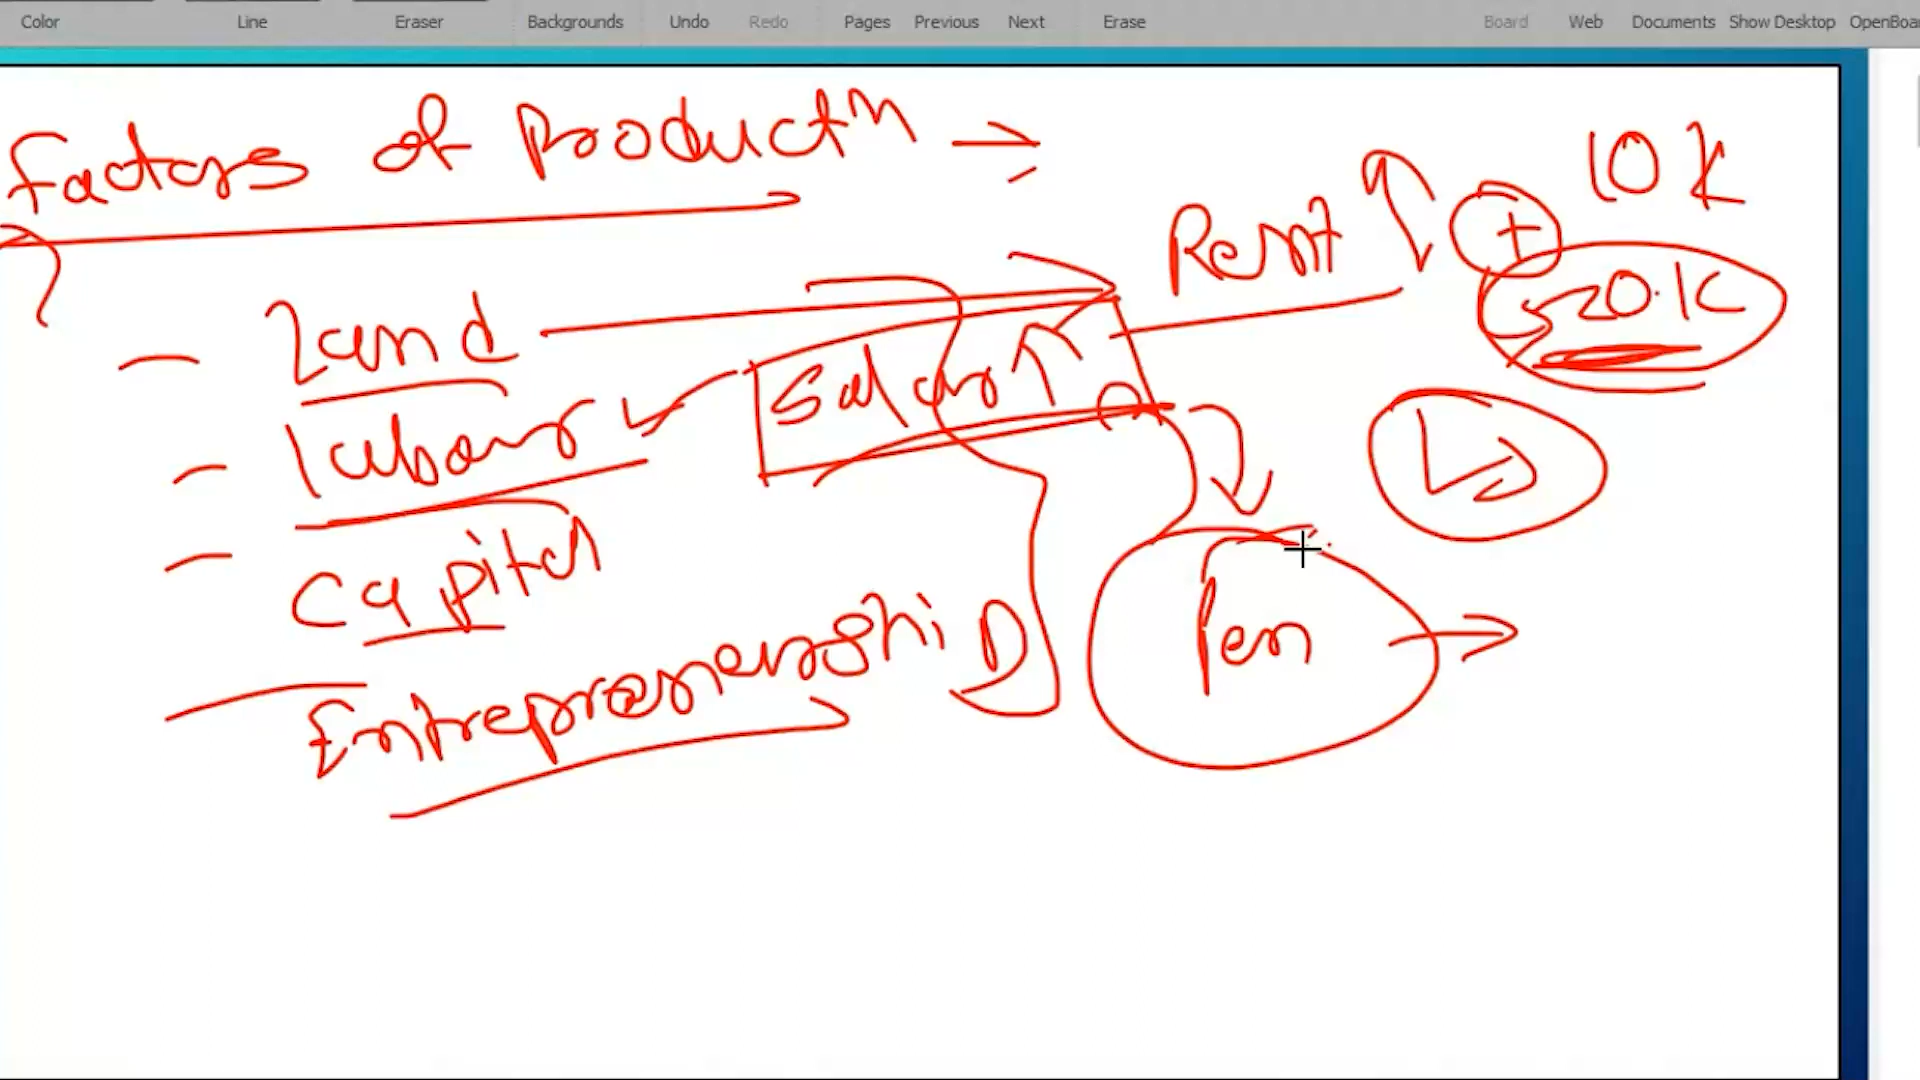 Color Line Eraser Backgrounds Undo Redo Pages Previous Next Erase Board Web Documents Show Desktop OpenBoa
Factors of Productn →
Rent ↑ + 10 K
20.K
— Land
— labour Salary ↑
— Capital
Pen →
— Entrepreneurship